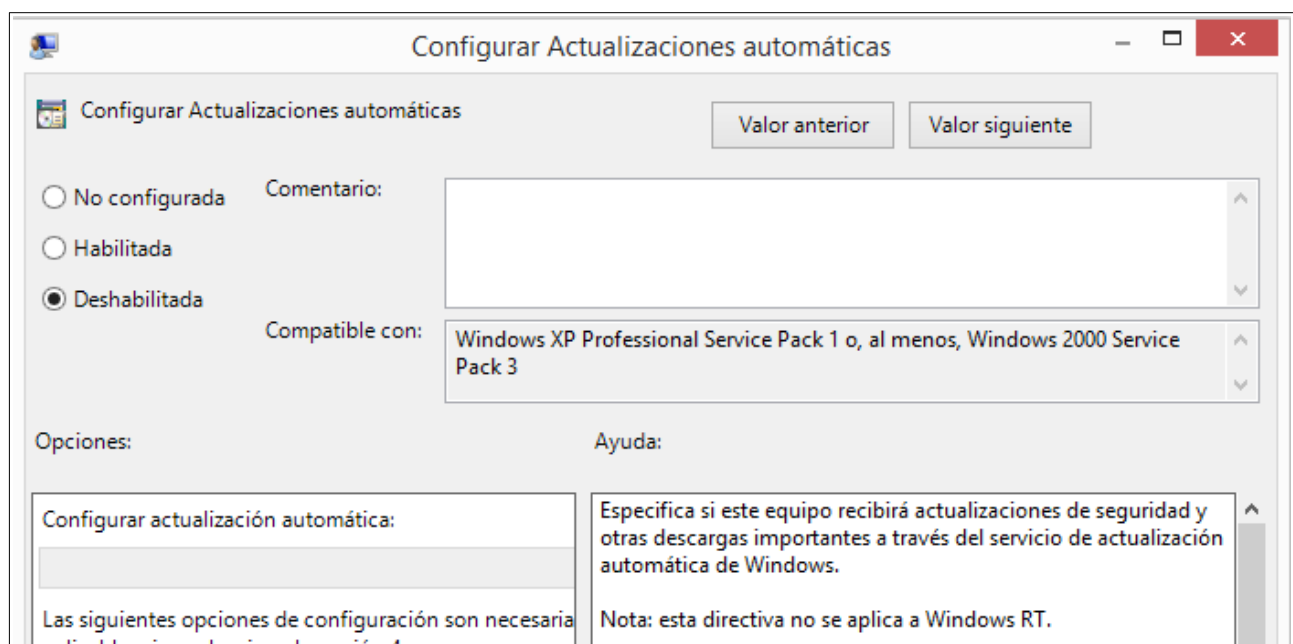 Configurar Actualizaciones automáticas
Configurar Actualizaciones automáticas
Valor anterior
Valor siguiente
No configurada
Habilitada
Deshabilitada
Comentario:
Compatible con:
Windows XP Professional Service Pack 1 o, al menos, Windows 2000 Service
Pack 3
Opciones:
Ayuda:
Configurar actualización automática:
Las siguientes opciones de configuración son necesaria
Especifica si este equipo recibirá actualizaciones de seguridad y
otras descargas importantes a través del servicio de actualización
automática de Windows.
Nota: esta directiva no se aplica a Windows RT.